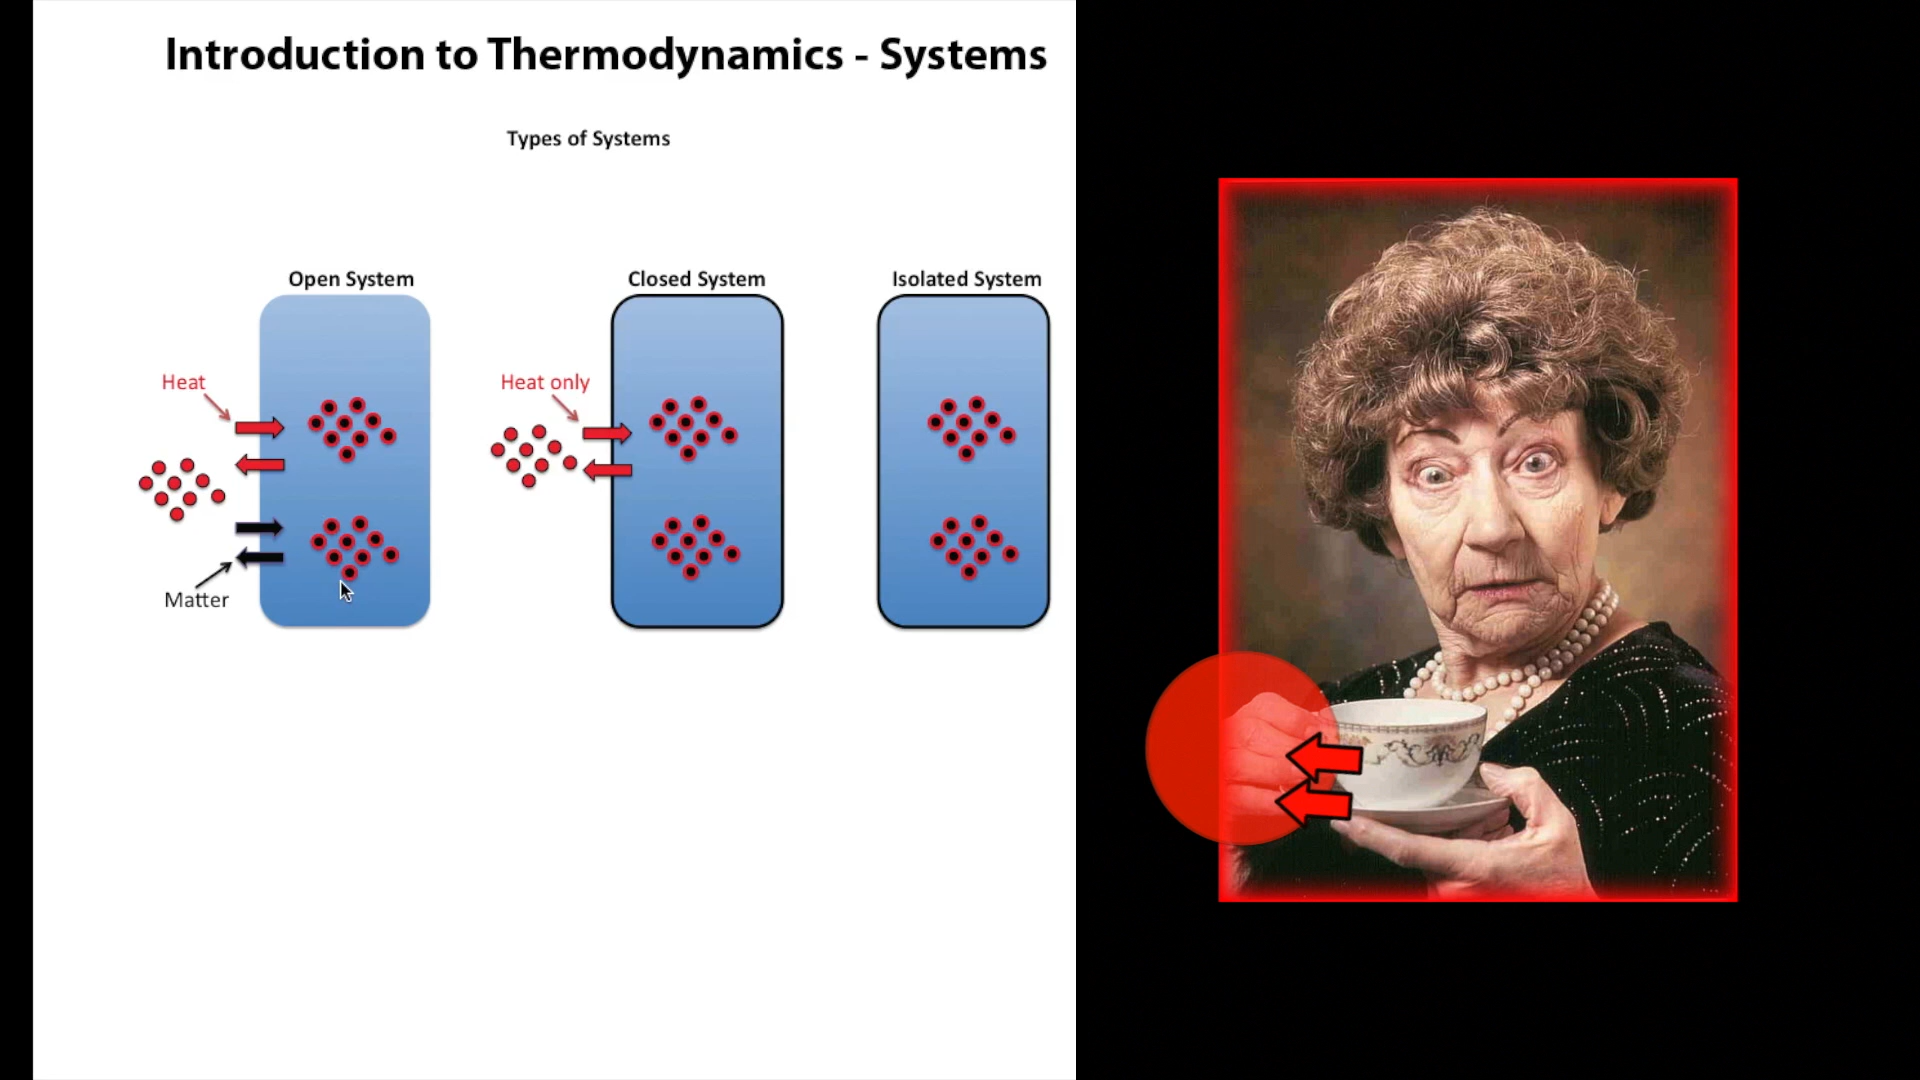 Introduction to Thermodynamics - Systems
Types of Systems
Open System
Closed System
Isolated System
Heat
Heat only
Matter